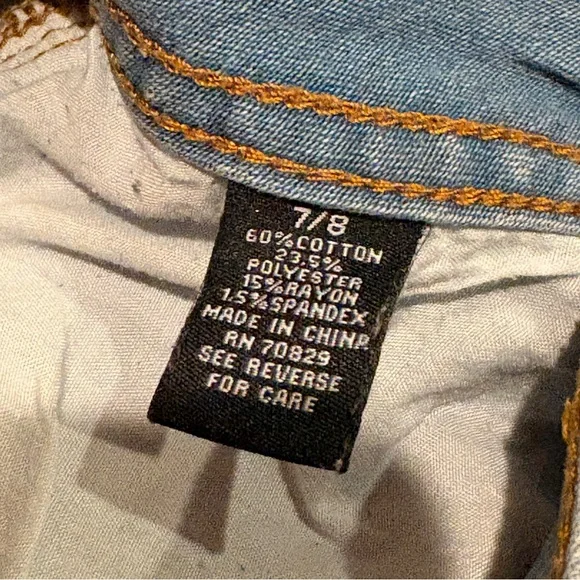 7/8
60%COTTON
23.5%
POLYESTER
15%RAYON
1.5%SPANDEX
MADE IN CHINA
RN 70829
SEE REVERSE
FOR CARE